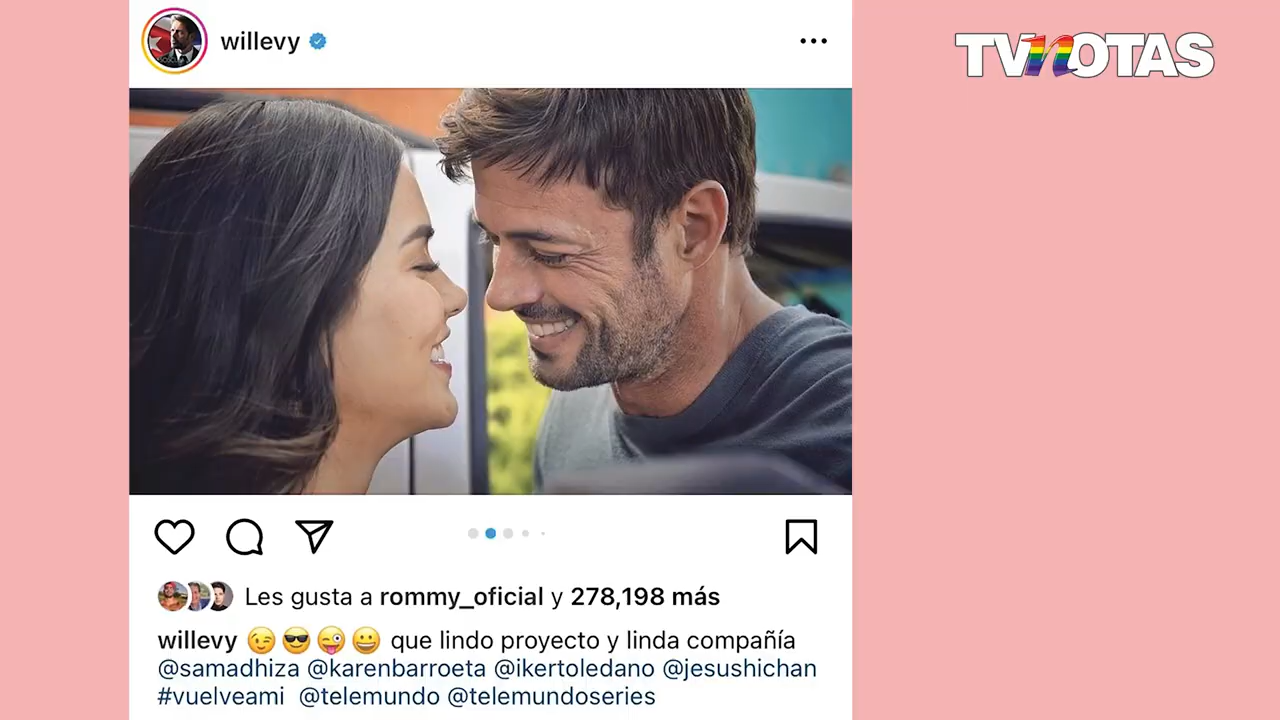 willevy
TVnOTAS
Les gusta a rommy_oficial y 278,198 más
willevy 😉😎😜😀 que lindo proyecto y linda compañía
@samadhiza @karenbarroeta @ikertoledano @jesushichan
#vuelveami @telemundo @telemundoseries